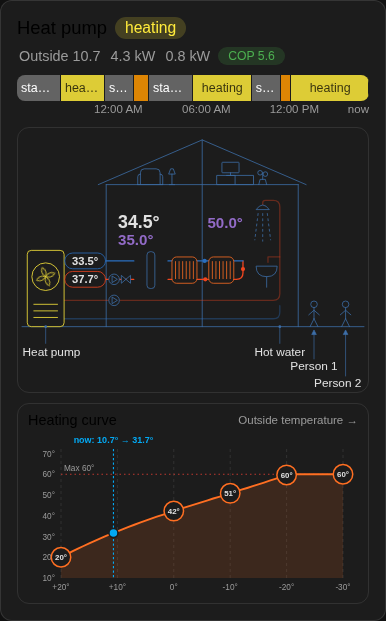 Heat pump heating
Outside 10.7 4.3 kW 0.8 kW COP 5.6
sta… hea… s… sta… heating s… heating
12:00 AM 06:00 AM 12:00 PM now
34.5° 50.0°
35.0°
33.5°
37.7°
Heat pump Hot water
Person 1
Person 2
Heating curve Outside temperature →
now: 10.7° → 31.7°
70°
Max 60°
60° 60° 60°
50° 51°
40° 42°
30°
20° 20°
10°
+20° +10° 0° -10° -20° -30°